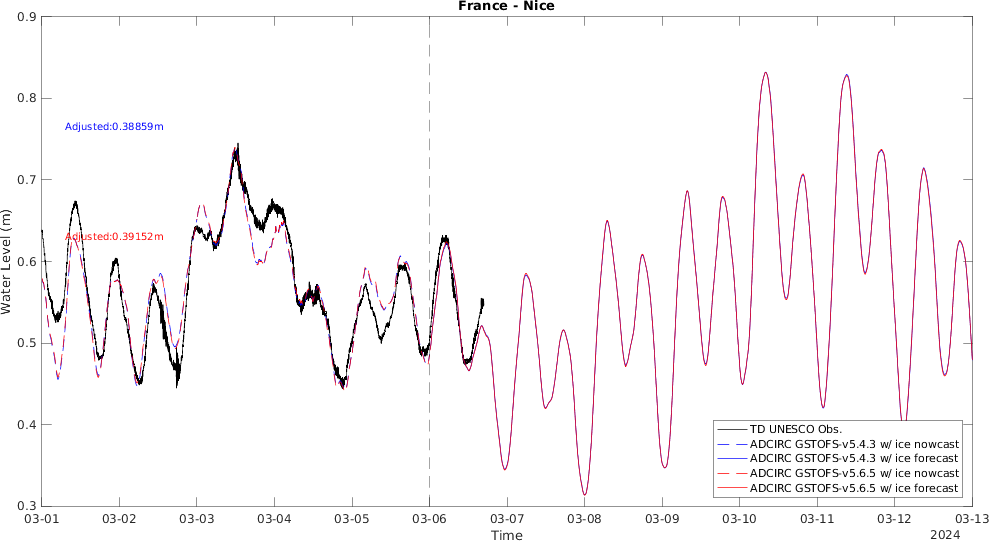 France - Nice
0.9
0.8
0.7
0.6
0.5
0.4
0.3
Water Level (m)
Adjusted:0.38859m
Adjusted:0.39152m
TD UNESCO Obs.
ADCIRC GSTOFS-v5.4.3 w/ ice nowcast
ADCIRC GSTOFS-v5.4.3 w/ ice forecast
ADCIRC GSTOFS-v5.6.5 w/ ice nowcast
ADCIRC GSTOFS-v5.6.5 w/ ice forecast
03-01 03-02 03-03 03-04 03-05 03-06 03-07 03-08 03-09 03-10 03-11 03-12 03-13
Time
2024